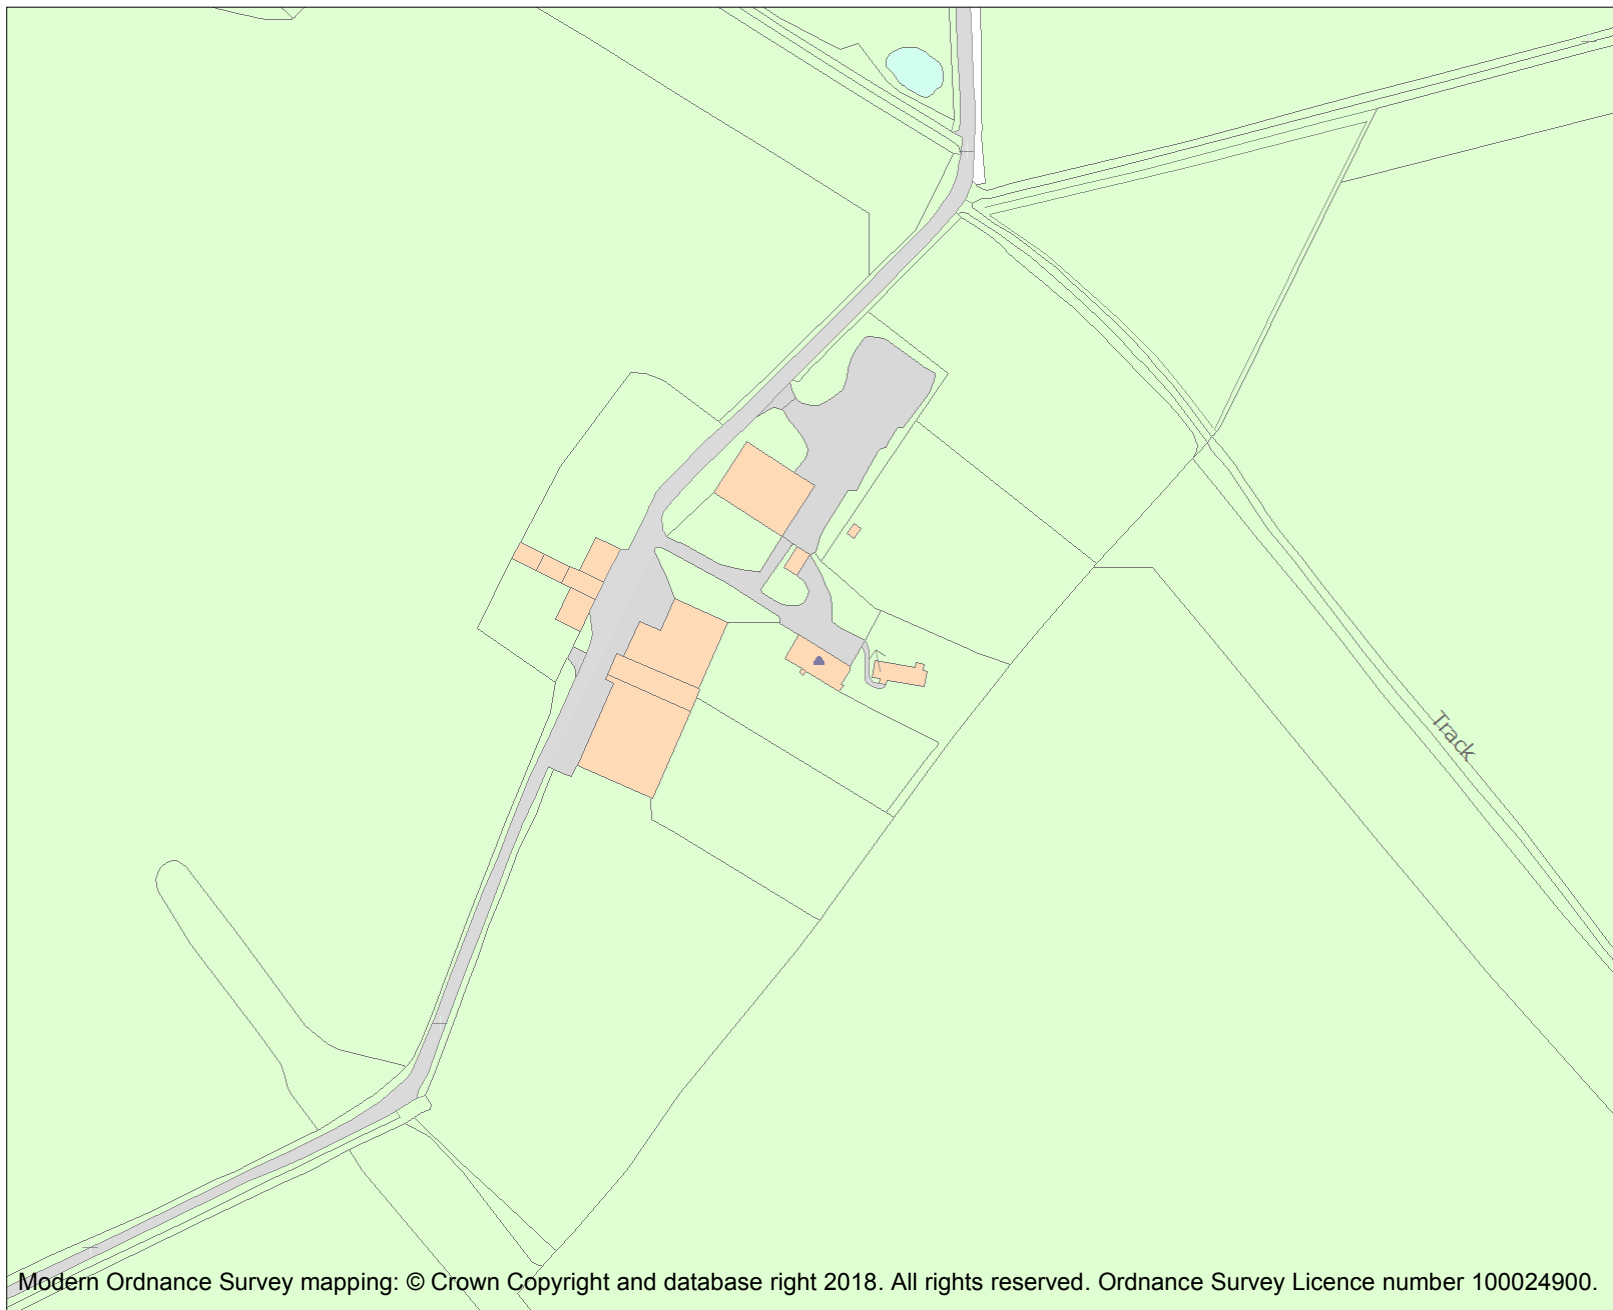 Track
Modern Ordnance Survey mapping: © Crown Copyright and database right 2018. All rights reserved. Ordnance Survey Licence number 100024900.